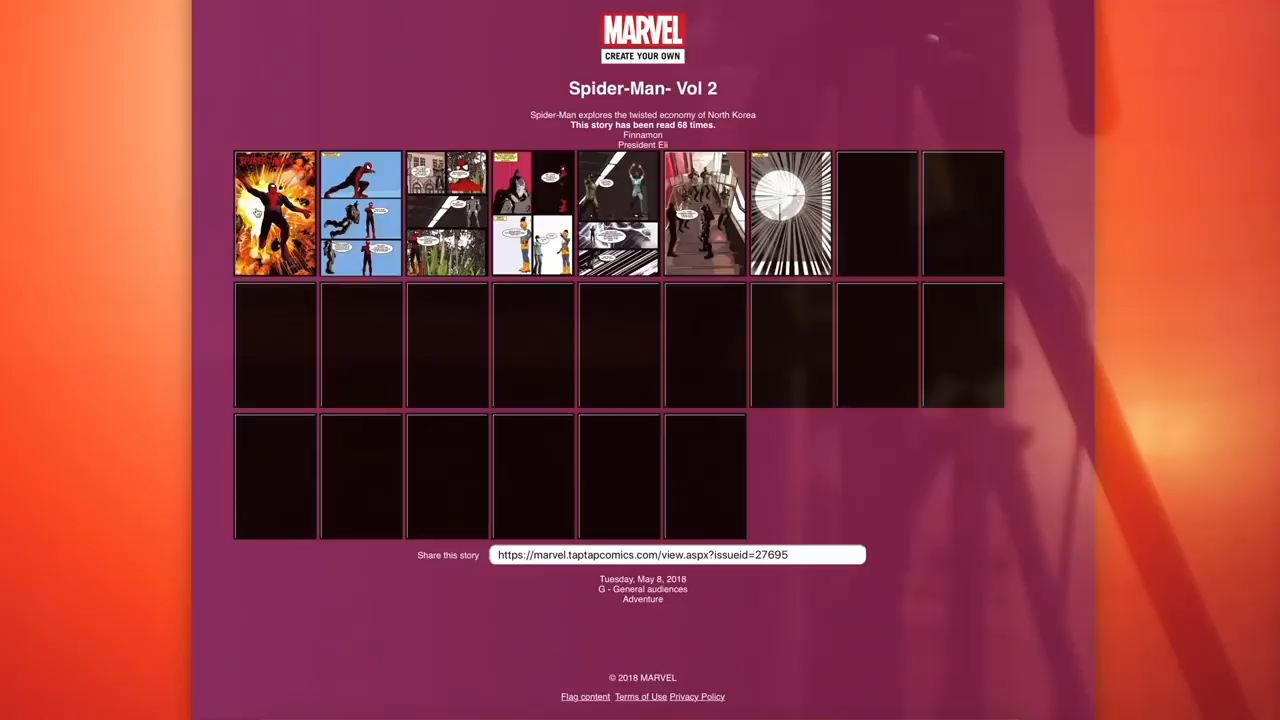 MARVEL
CREATE YOUR OWN
Spider-Man- Vol 2
Spider-Man explores the twisted economy of North Korea
This story has been read 68 times.
Finnamon
President Eli
Share this story
https://marvel.taptapcomics.com/view.aspx?issueid=27695
Tuesday, May 8, 2018
G - General audiences
Adventure
© 2018 MARVEL
Flag content Terms of Use Privacy Policy